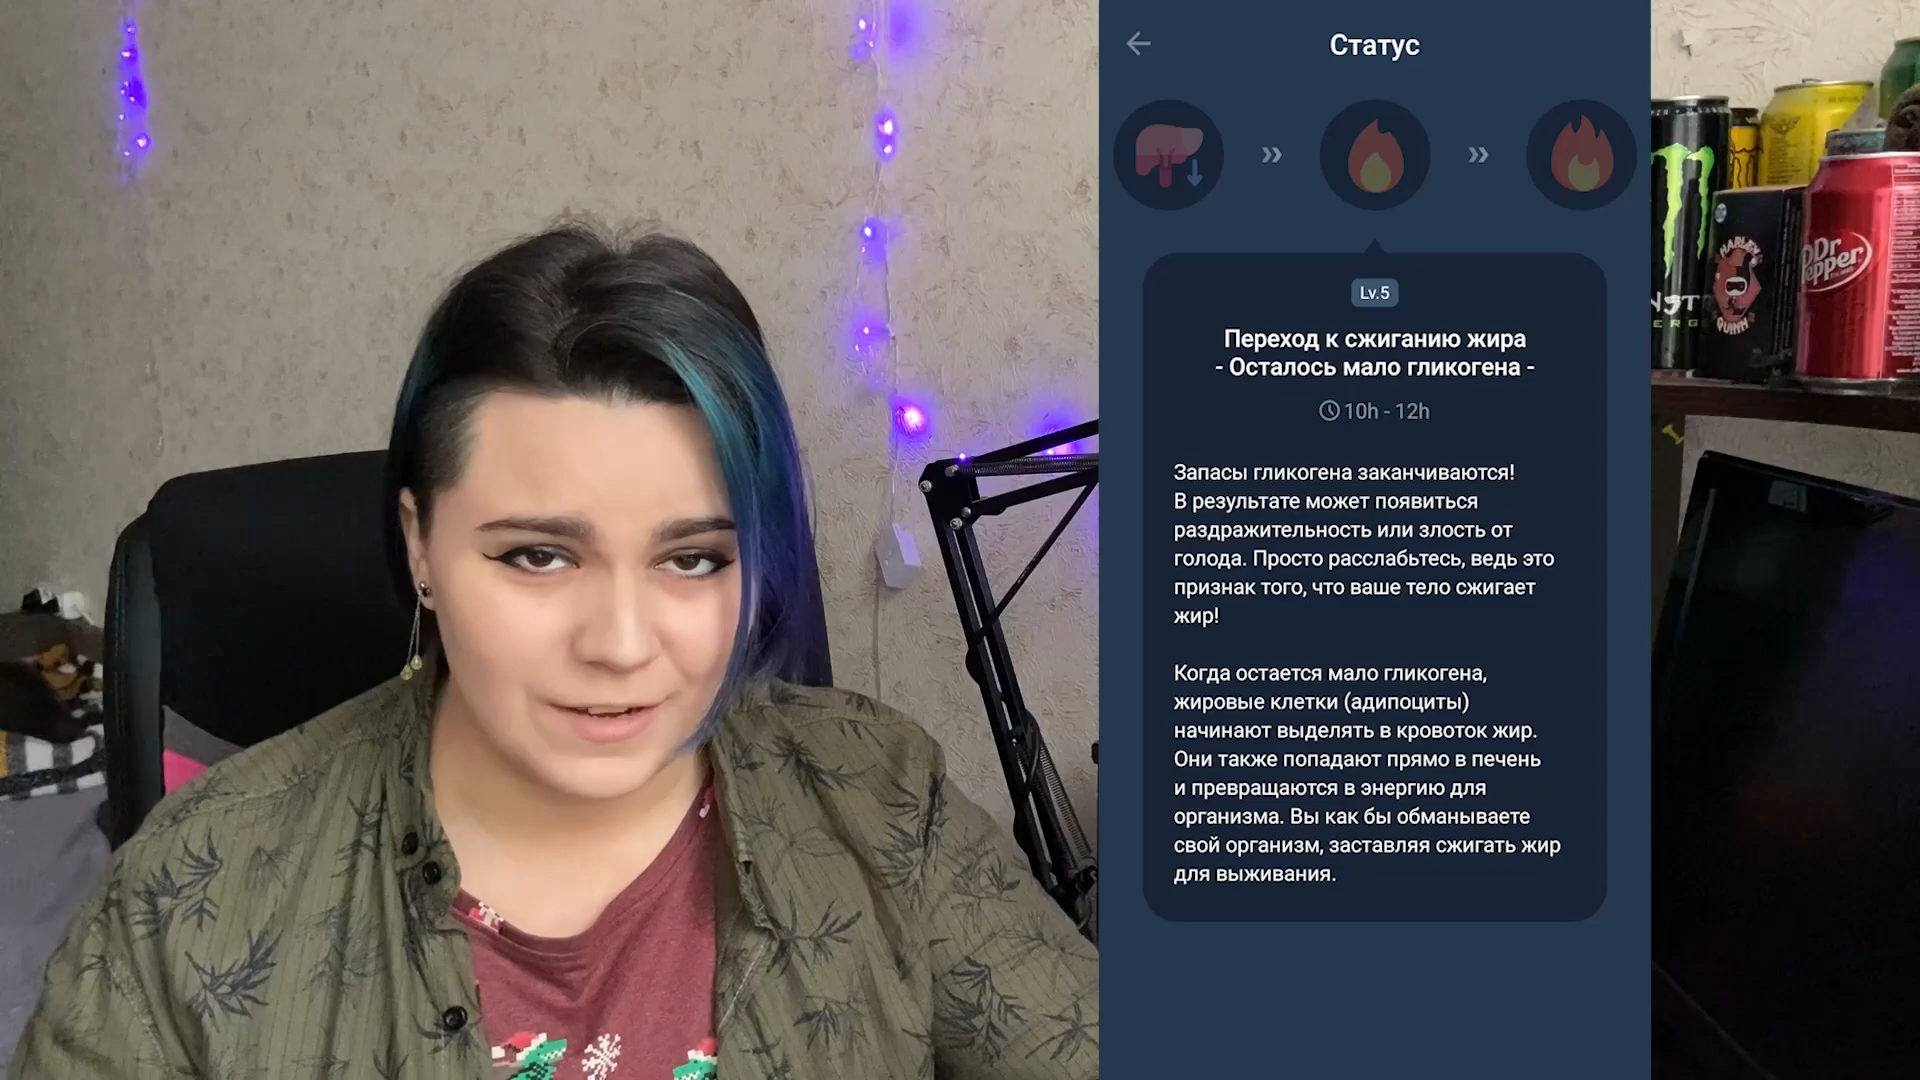 Статус
Lv.5
Переход к сжиганию жира
- Осталось мало гликогена -
10h - 12h
Запасы гликогена заканчиваются!
В результате может появиться
раздражительность или злость от
голода. Просто расслабьтесь, ведь это
признак того, что ваше тело сжигает
жир!
Когда остается мало гликогена,
жировые клетки (адипоциты)
начинают выделять в кровоток жир.
Они также попадают прямо в печень
и превращаются в энергию для
организма. Вы как бы обманываете
свой организм, заставляя сжигать жир
для выживания.
HARLEY
QUINN
Dr
Pepper